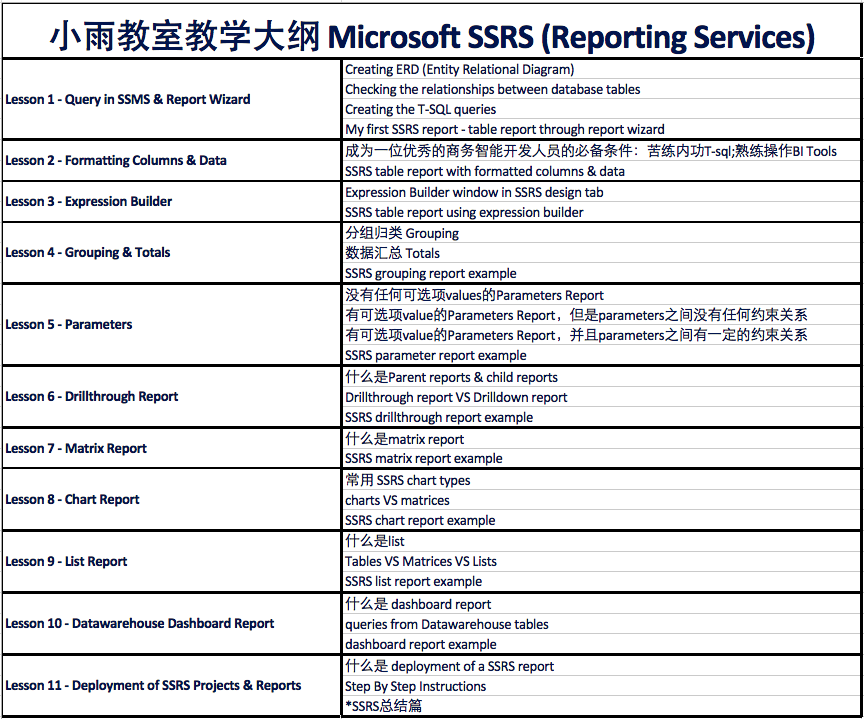 小雨教室教学大纲 Microsoft SSRS (Reporting Services)
Lesson 1 - Query in SSMS & Report Wizard
Creating ERD (Entity Relational Diagram)
Checking the relationships between database tables
Creating the T-SQL queries
My first SSRS report - table report through report wizard
Lesson 2 - Formatting Columns & Data
成为一位优秀的商务智能开发人员的必备条件：苦练内功T-sql;熟练操作BI Tools
SSRS table report with formatted columns & data
Lesson 3 - Expression Builder
Expression Builder window in SSRS design tab
SSRS table report using expression builder
Lesson 4 - Grouping & Totals
分组归类 Grouping
数据汇总 Totals
SSRS grouping report example
Lesson 5 - Parameters
没有任何可选项values的Parameters Report
有可选项value的Parameters Report，但是parameters之间没有任何约束关系
有可选项value的Parameters Report，并且parameters之间有一定的约束关系
SSRS parameter report example
Lesson 6 - Drillthrough Report
什么是Parent reports & child reports
Drillthrough report VS Drilldown report
SSRS drillthrough report example
Lesson 7 - Matrix Report
什么是matrix report
SSRS matrix report example
Lesson 8 - Chart Report
常用 SSRS chart types
charts VS matrices
SSRS chart report example
Lesson 9 - List Report
什么是list
Tables VS Matrices VS Lists
SSRS list report example
Lesson 10 - Datawarehouse Dashboard Report
什么是 dashboard report
queries from Datawarehouse tables
dashboard report example
Lesson 11 - Deployment of SSRS Projects & Reports
什么是 deployment of a SSRS report
Step By Step Instructions
*SSRS总结篇